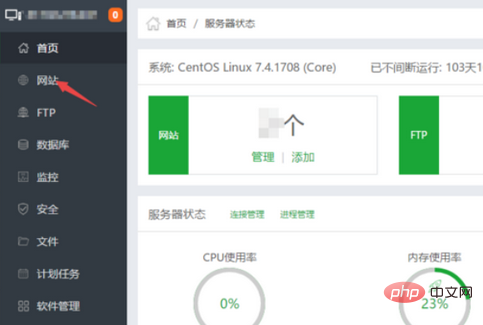 0
首页
网站
FTP
数据库
监控
安全
文件
计划任务
软件管理
首页 / 服务器状态
系统: CentOS Linux 7.4.1708 (Core) 已不间断运行: 103天1
网站
个
管理 | 添加
FTP
服务器状态 连接管理 进程管理
CPU使用率 内存使用率
0% 23%
php 中文网